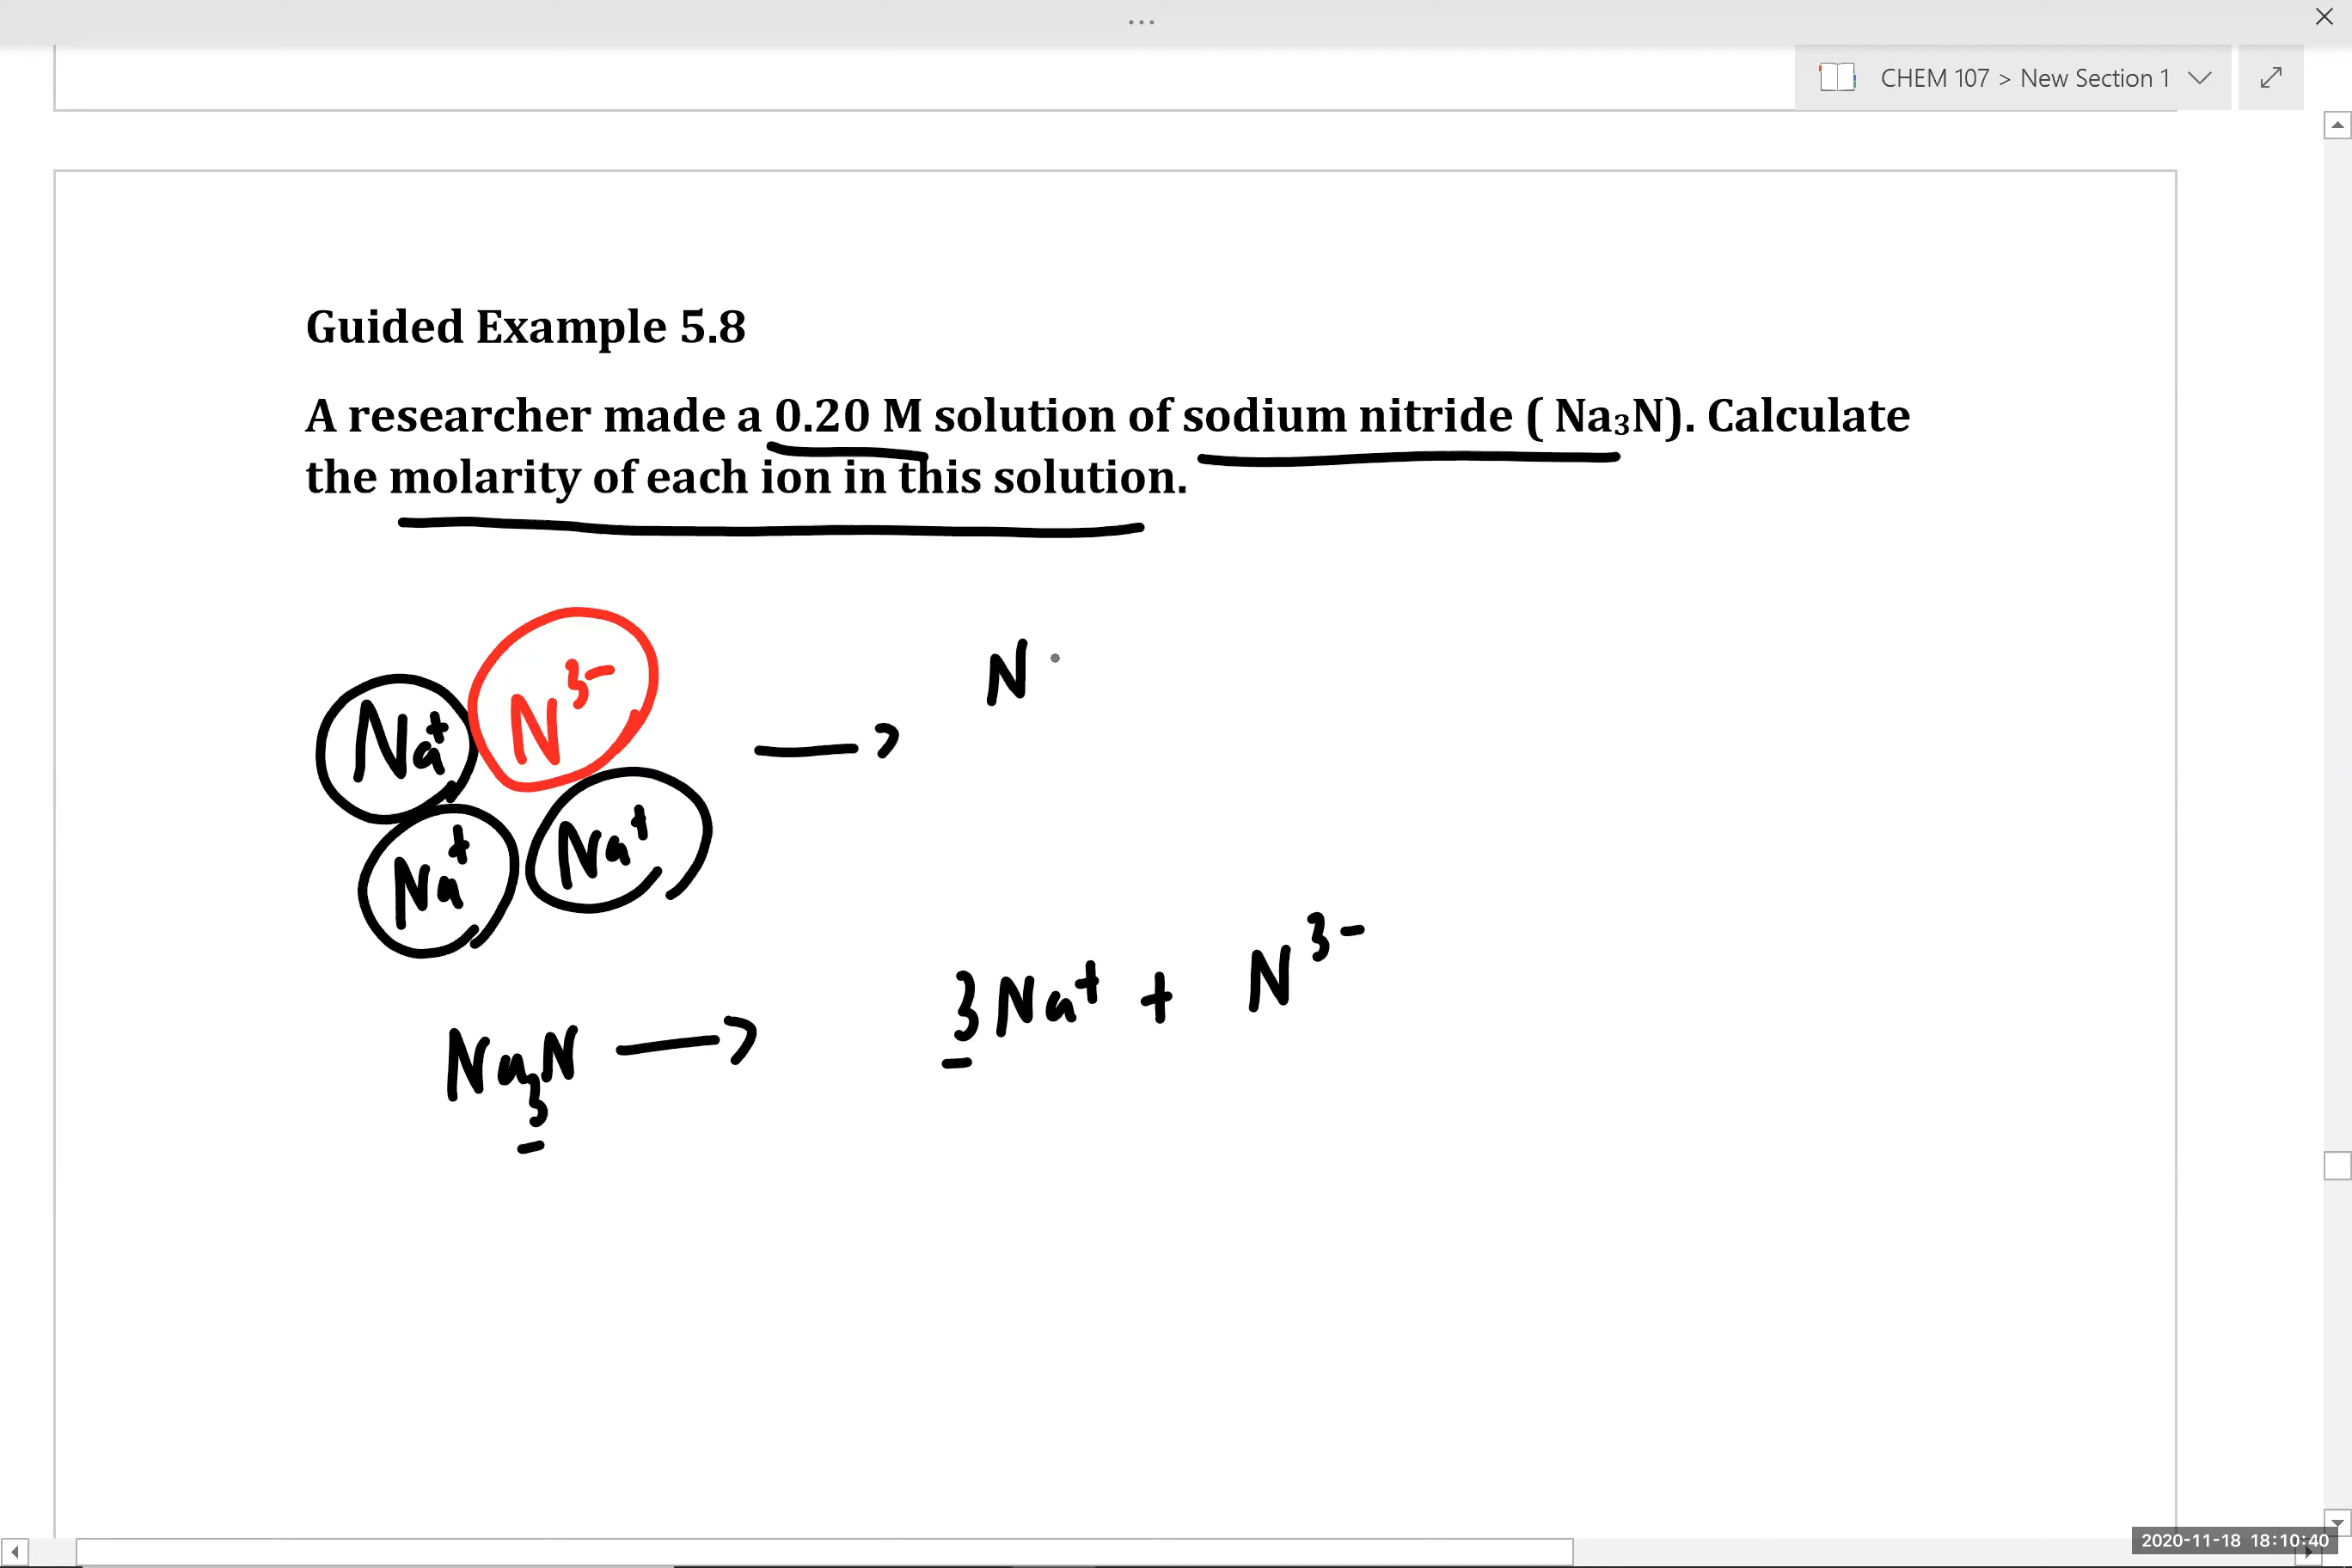 CHEM 107 > New Section 1
Guided Example 5.8
A researcher made a 0.20 M solution of sodium nitride ( Na₃N). Calculate
the molarity of each ion in this solution.
N³⁻
N
Na⁺
Na⁺
Na⁺
3Na⁺ + N³⁻
Na₃N ⟶
2020-11-18 18:10:40